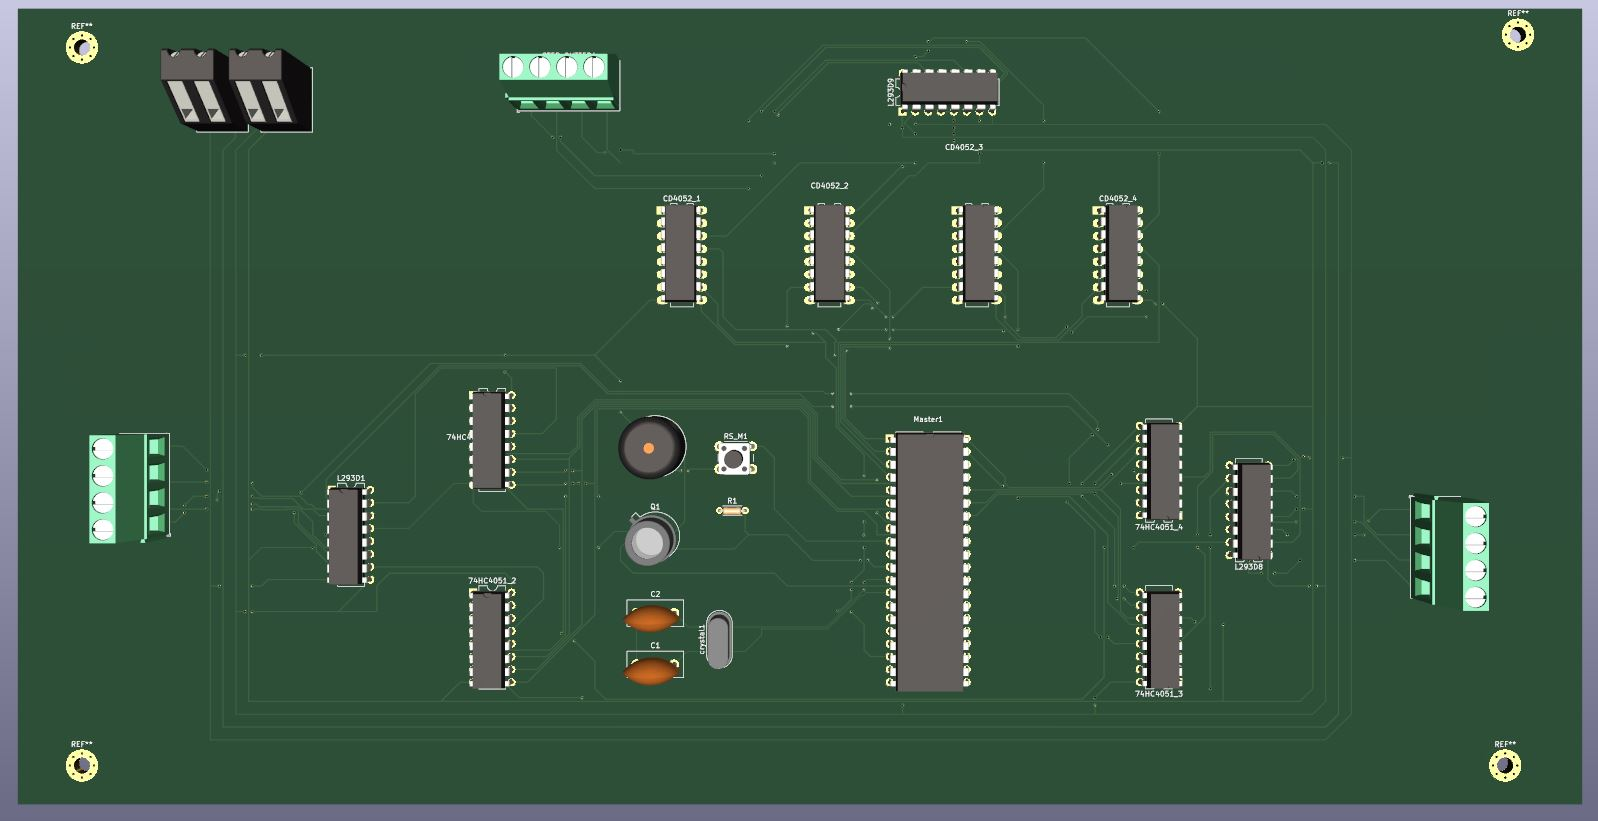 REF**
REF**
L293D9
CD4052_3
CD4052_1
CD4052_2
CD4052_4
Master1
74HC4
RS_M1
L293D1
R1
Q1
74HC4051_4
L293D8
74HC4051_2
C2
crystal1
C1
74HC4051_3
REF**
REF**